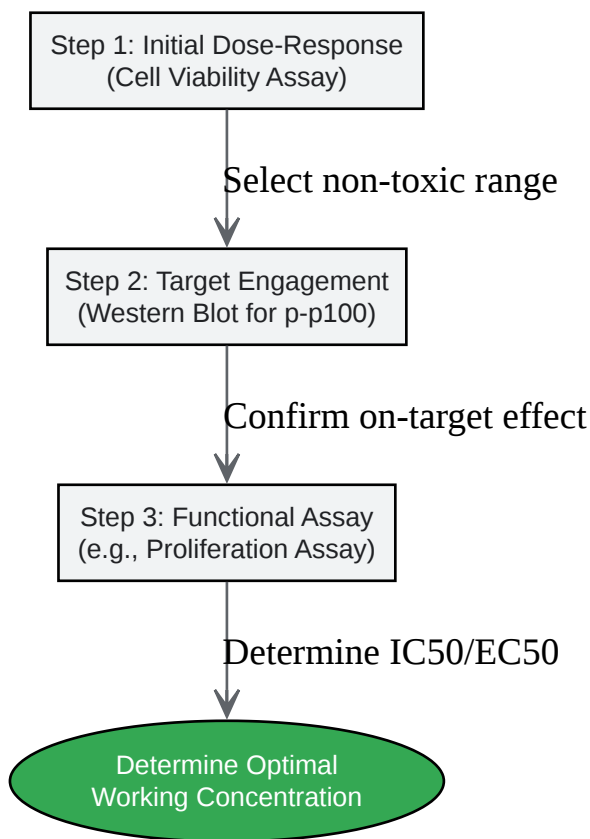 Step 1: Initial Dose-Response
(Cell Viability Assay)
Select non-toxic range
Step 2: Target Engagement
(Western Blot for p-p100)
Confirm on-target effect
Step 3: Functional Assay
(e.g., Proliferation Assay)
Determine IC50/EC50
Determine Optimal
Working Concentration